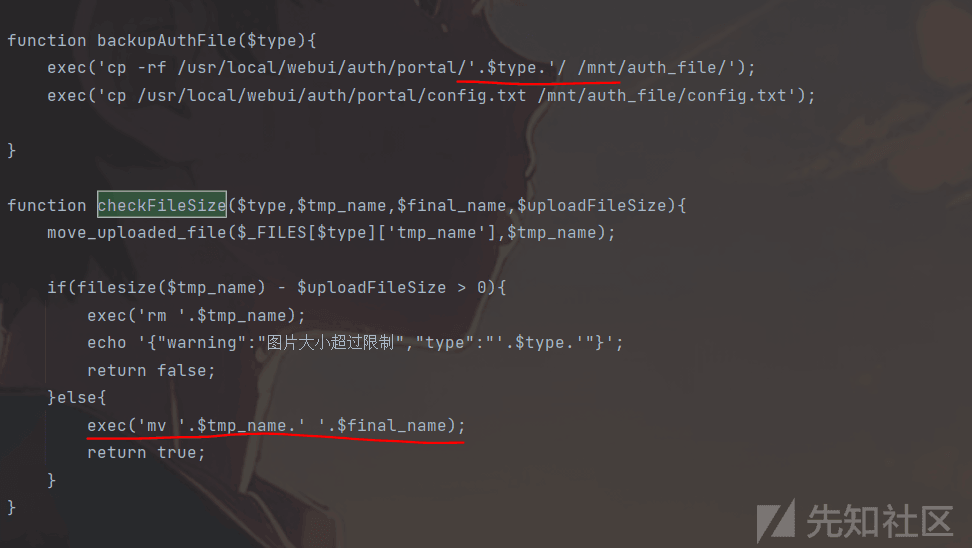 function backupAuthFile($type){
    exec('cp -rf /usr/local/webui/auth/portal/'.$type.'/ /mnt/auth_file/');
    exec('cp /usr/local/webui/auth/portal/config.txt /mnt/auth_file/config.txt');
}
function checkFileSize($type,$tmp_name,$final_name,$uploadFileSize){
    move_uploaded_file($_FILES[$type]['tmp_name'],$tmp_name);
    if(filesize($tmp_name) - $uploadFileSize > 0){
        exec('rm '.$tmp_name);
        echo '{"warning":"图片大小超过限制","type":"'.$type.'"}';
        return false;
    }else{
        exec('mv '.$tmp_name.' '.$final_name);
        return true;
    }
}
先知社区